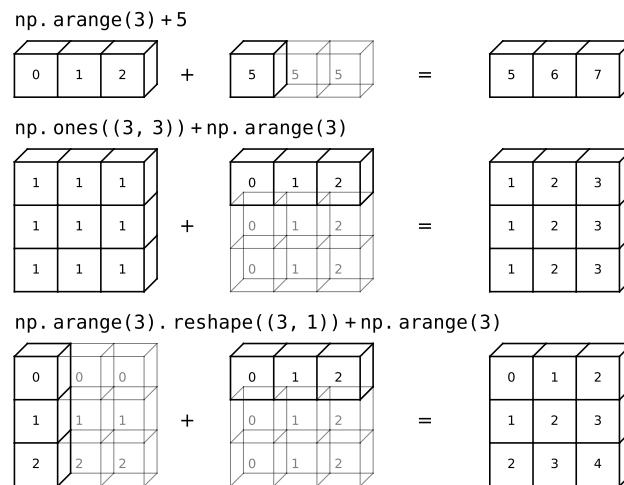 np.arange(3)+5
0 1 2 + 5 5 5 = 5 6 7
np.ones((3, 3))+np.arange(3)
1 1 1 0 1 2 1 2 3
1 1 1 + 0 1 2 = 1 2 3
1 1 1 0 1 2 1 2 3
np.arange(3).reshape((3, 1))+np.arange(3)
0 0 0 0 1 2 0 1 2
1 1 1 + 0 1 2 = 1 2 3
2 2 2 0 1 2 2 3 4